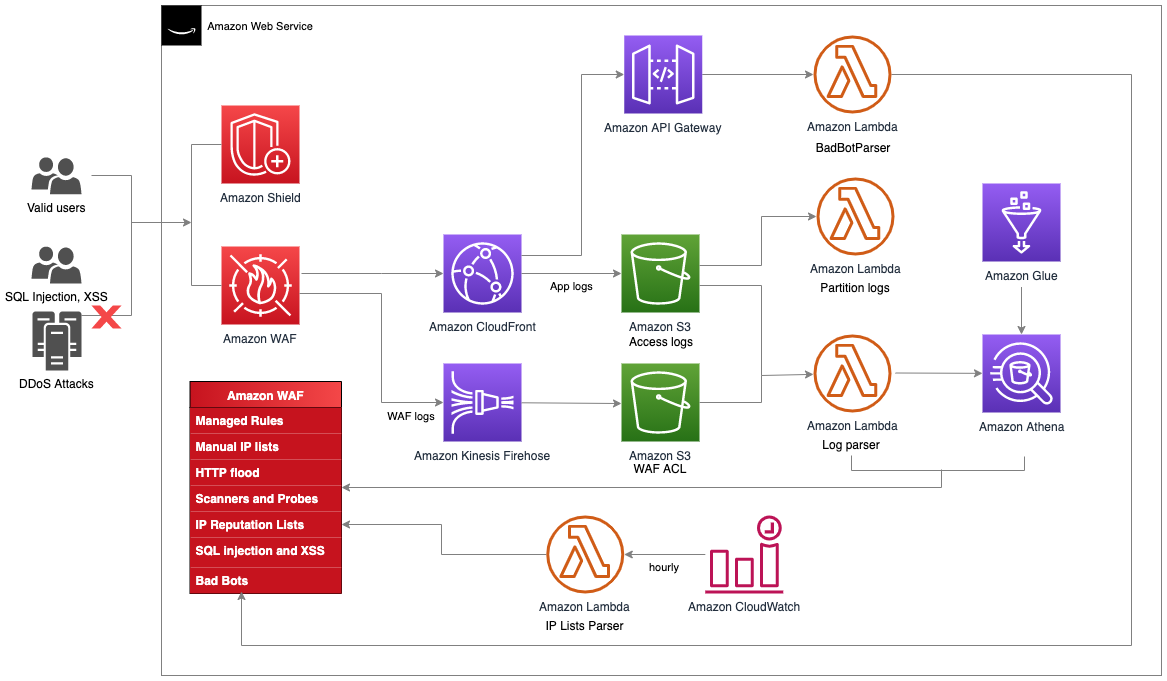 Amazon Web Service
Amazon API Gateway
Amazon Lambda
BadBotParser
Amazon Shield
Valid users
Amazon Lambda
Partition logs
Amazon Glue
SQL Injection, XSS
DDoS Attacks
Amazon WAF
Amazon CloudFront
App logs
Amazon S3
Access logs
WAF logs
Amazon Kinesis Firehose
Amazon S3
WAF ACL
Amazon Lambda
Log parser
Amazon Athena
Amazon WAF
Managed Rules
Manual IP lists
HTTP flood
Scanners and Probes
IP Reputation Lists
SQL injection and XSS
Bad Bots
Amazon Lambda
IP Lists Parser
hourly
Amazon CloudWatch